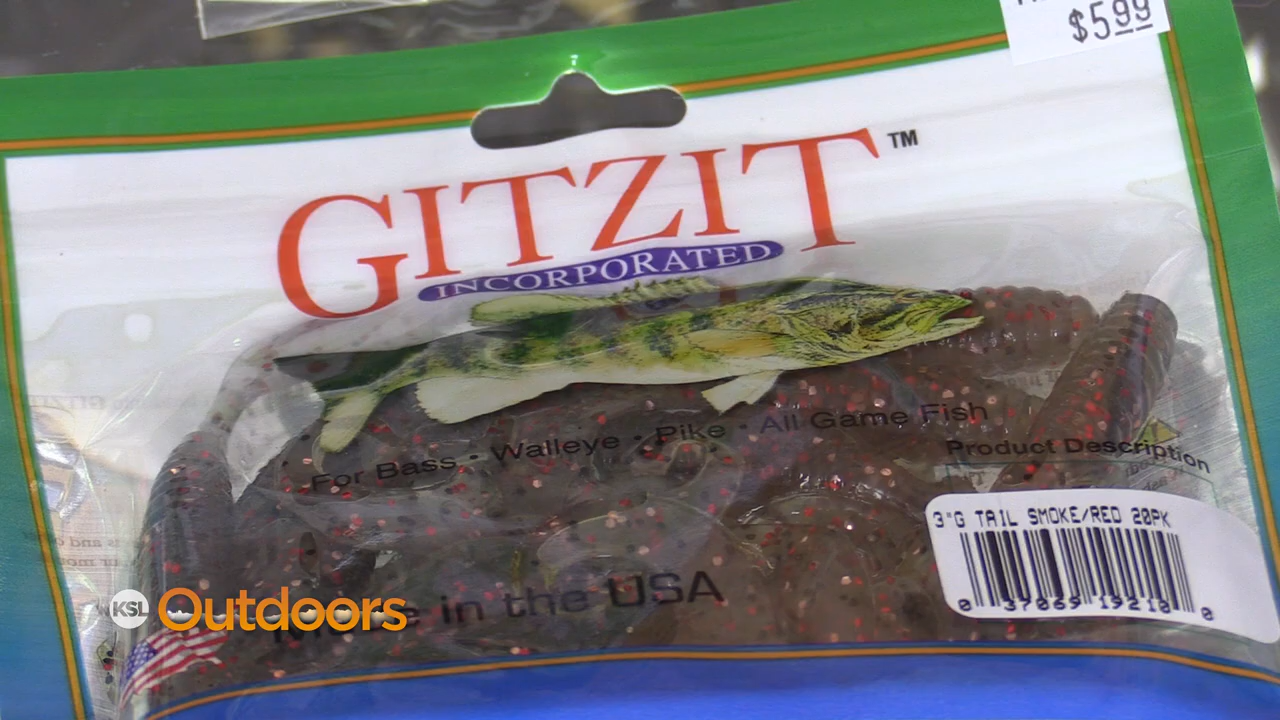 $5.99
GITZIT™
INCORPORATED
For Bass • Walleye • Pike • All Game Fish
Product Description
3"G TAIL SMOKE/RED 20PK
0 37069 19210 0
in the USA
KSL Outdoors